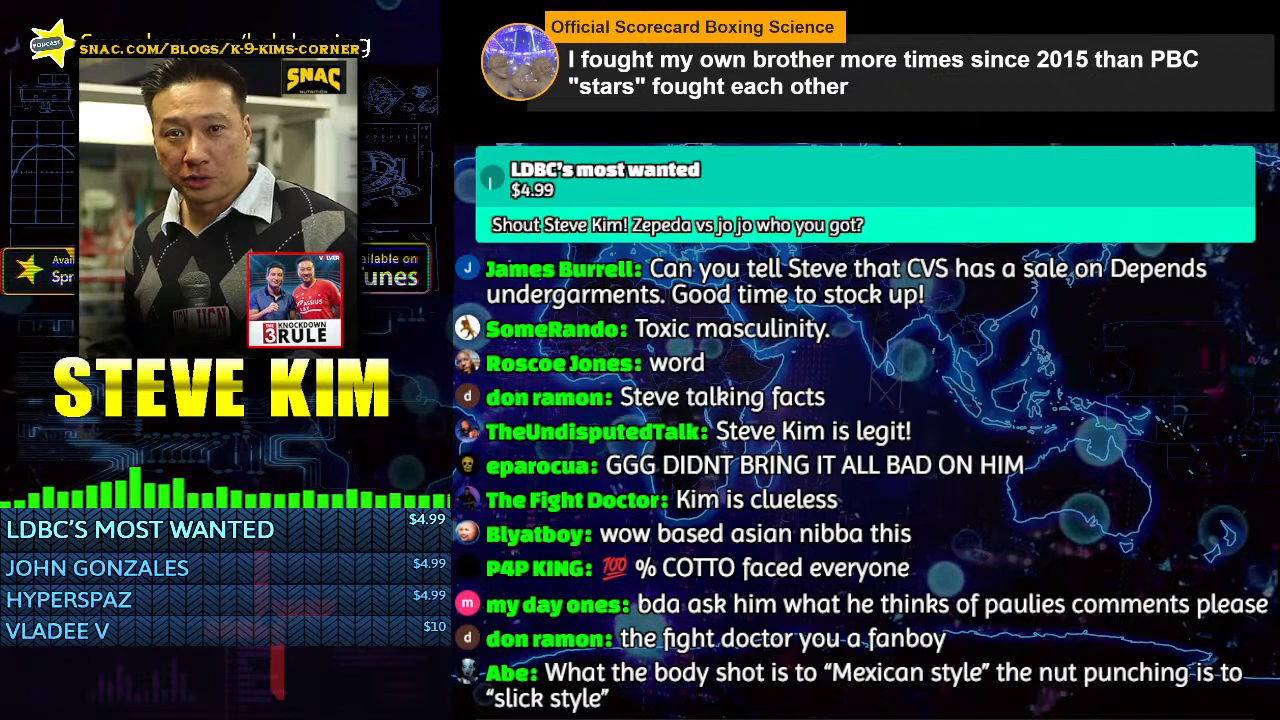 PODCAST
SNAC.COM/BLOGS/K-9-KIMS-CORNER
SNAC
NUTRITION
UCN UCN
THE 3 KNOCKDOWN RULE
STEVE KIM
LDBC'S MOST WANTED $4.99
JOHN GONZALES $4.99
HYPERSPAZ $4.99
VLADEE V $10
Official Scorecard Boxing Science
I fought my own brother more times since 2015 than PBC
"stars" fought each other
LDBC's most wanted
$4.99
Shout Steve Kim! Zepeda vs jo jo who you got?
James Burrell: Can you tell Steve that CVS has a sale on Depends
undergarments. Good time to stock up!
SomeRando: Toxic masculinity.
Roscoe Jones: word
don ramon: Steve talking facts
TheUndisputedTalk: Steve Kim is legit!
eparocua: GGG DIDNT BRING IT ALL BAD ON HIM
The Fight Doctor: Kim is clueless
Blyatboy: wow based asian nibba this
P4P KING: 💯 % COTTO faced everyone
my day ones: bda ask him what he thinks of paulies comments please
don ramon: the fight doctor you a fanboy
Abe: What the body shot is to “Mexican style” the nut punching is to
“slick style”